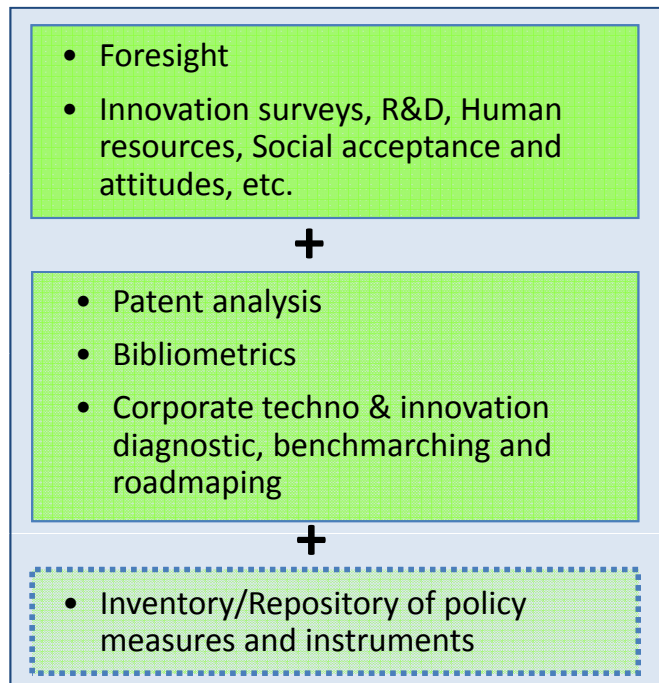 • Foresight
• Innovation surveys, R&D, Human
resources, Social acceptance and
attitudes, etc.
+
• Patent analysis
• Bibliometrics
• Corporate techno & innovation
diagnostic, benchmarching and
roadmaping
+
• Inventory/Repository of policy
measures and instruments